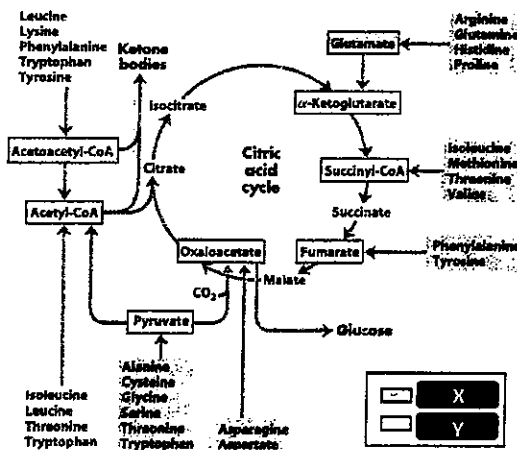 Leucine
Lysine
Phenylalanine
Tryptophan
Tyrosine
Ketone
bodies
Glutamate
Arginine
Glutamine
Histidine
Proline
Isocitrate
α-Ketoglutarate
Acetoacetyl-CoA
Citrate
Citric
acid
cycle
Succinyl-CoA
Isoleucine
Methionine
Threonine
Valine
Acetyl-CoA
Succinate
Oxaloacetate
Fumarate
Phenylalanine
Tyrosine
Malate
CO2
Pyruvate
Glucose
Isoleucine
Leucine
Threonine
Tryptophan
Alanine
Cysteine
Glycine
Serine
Threonine
Tryptophan
Asparagine
Aspartate
X
Y